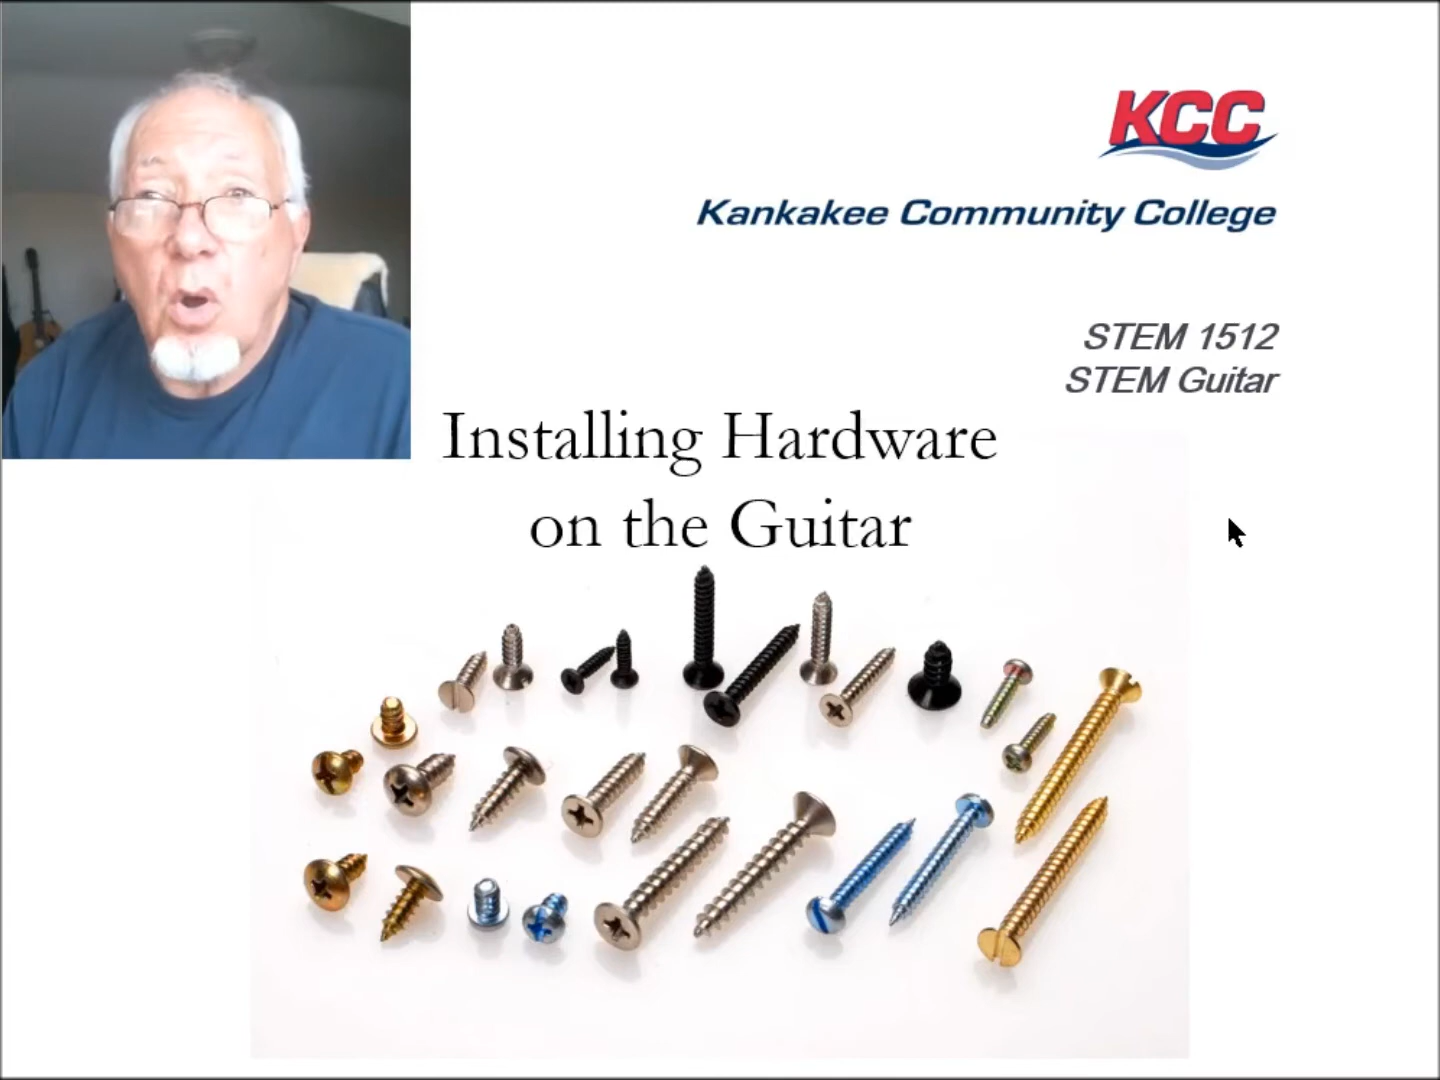 KCC
Kankakee Community College
STEM 1512
STEM Guitar
Installing Hardware
on the Guitar